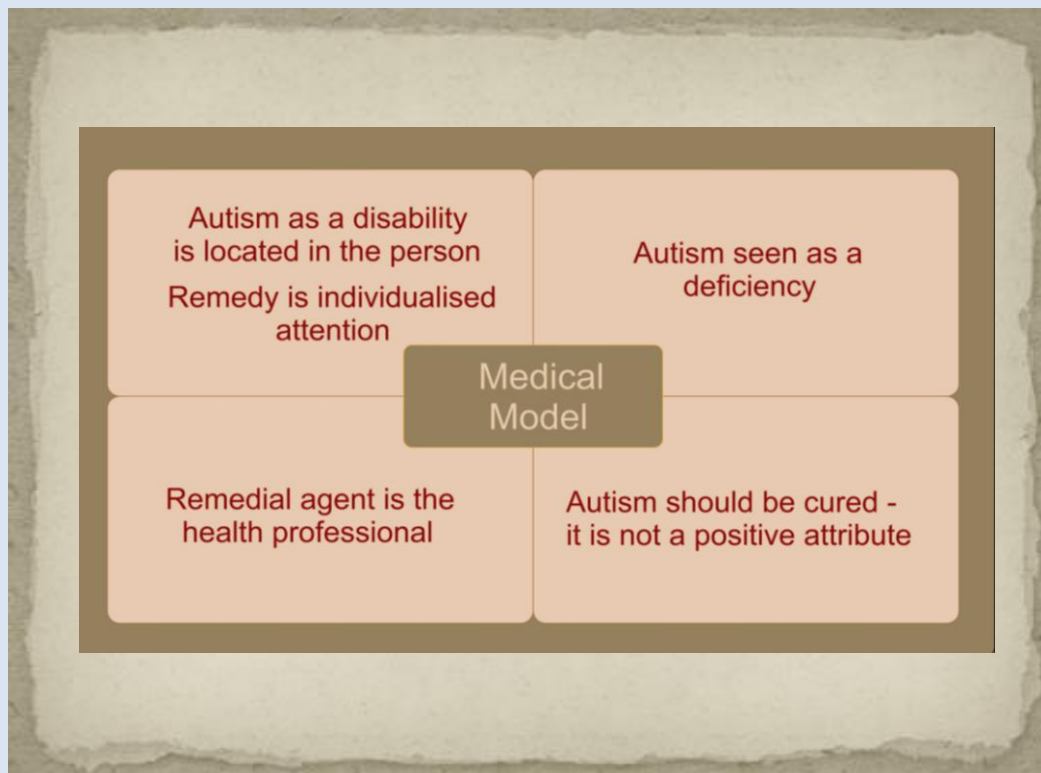 Autism as a disability
is located in the person
Remedy is individualised
attention
Autism seen as a
deficiency
Medical
Model
Remedial agent is the
health professional
Autism should be cured -
it is not a positive attribute